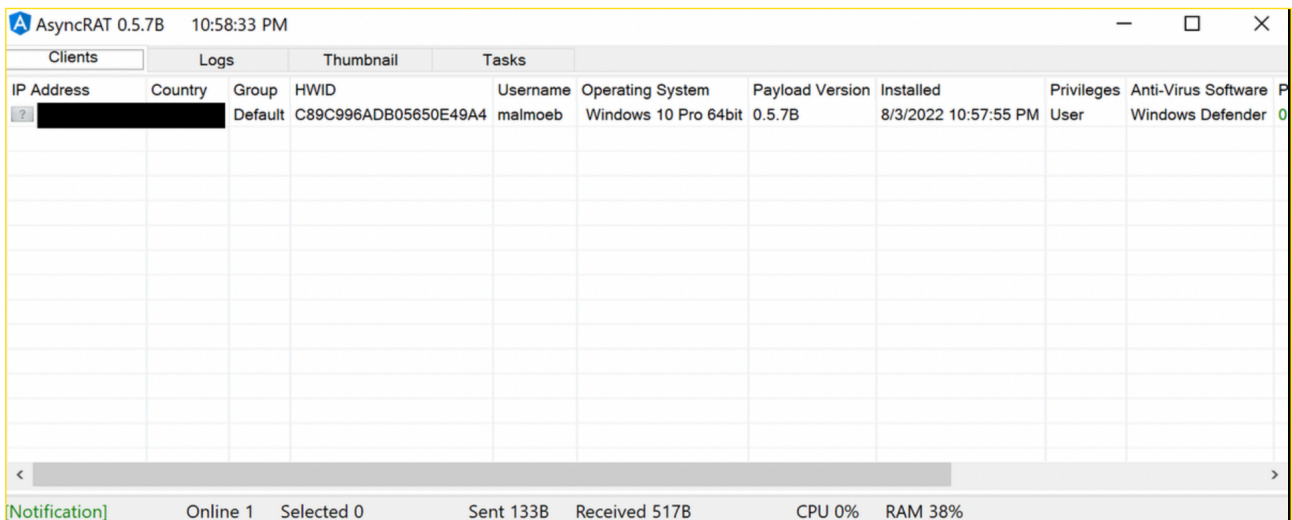 AsyncRAT 0.5.7B 10:58:33 PM
Clients Logs Thumbnail Tasks
IP Address Country Group HWID Username Operating System Payload Version Installed Privileges Anti-Virus Software P
? Default C89C996ADB05650E49A4 malmoeb Windows 10 Pro 64bit 0.5.7B 8/3/2022 10:57:55 PM User Windows Defender 0
[Notification] Online 1 Selected 0 Sent 133B Received 517B CPU 0% RAM 38%